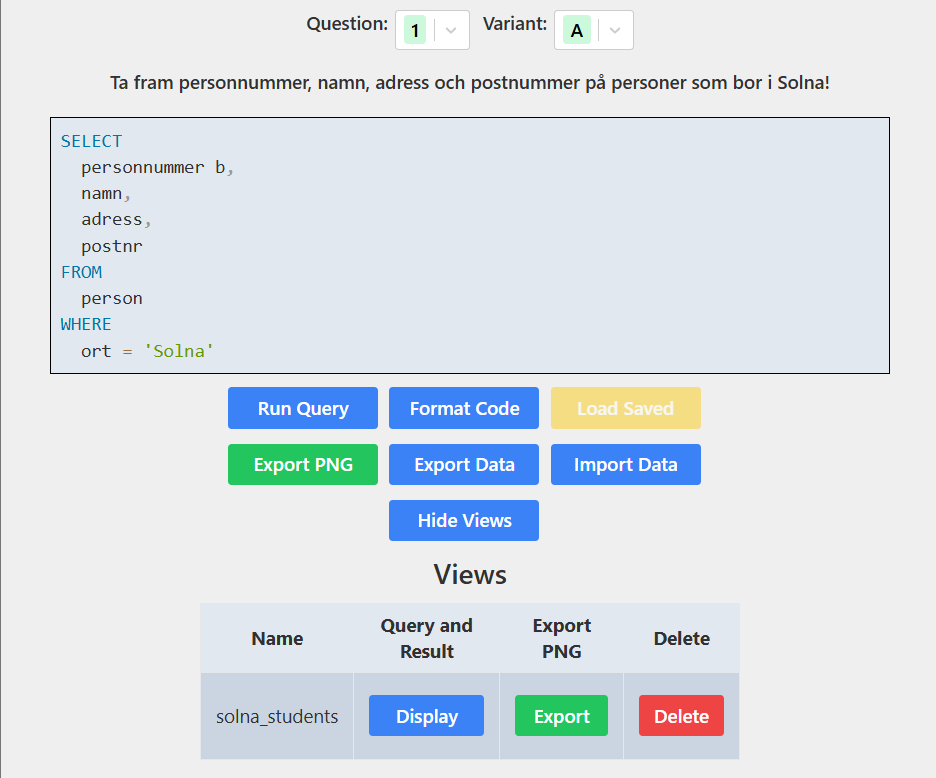 Question: 1 Variant: A
Ta fram personnummer, namn, adress och postnummer på personer som bor i Solna!
SELECT
personnummer b,
namn,
adress,
postnr
FROM
person
WHERE
ort = 'Solna'
Run Query Format Code Load Saved
Export PNG Export Data Import Data
Hide Views
Views
Name Query and Result Export PNG Delete
solna_students Display Export Delete